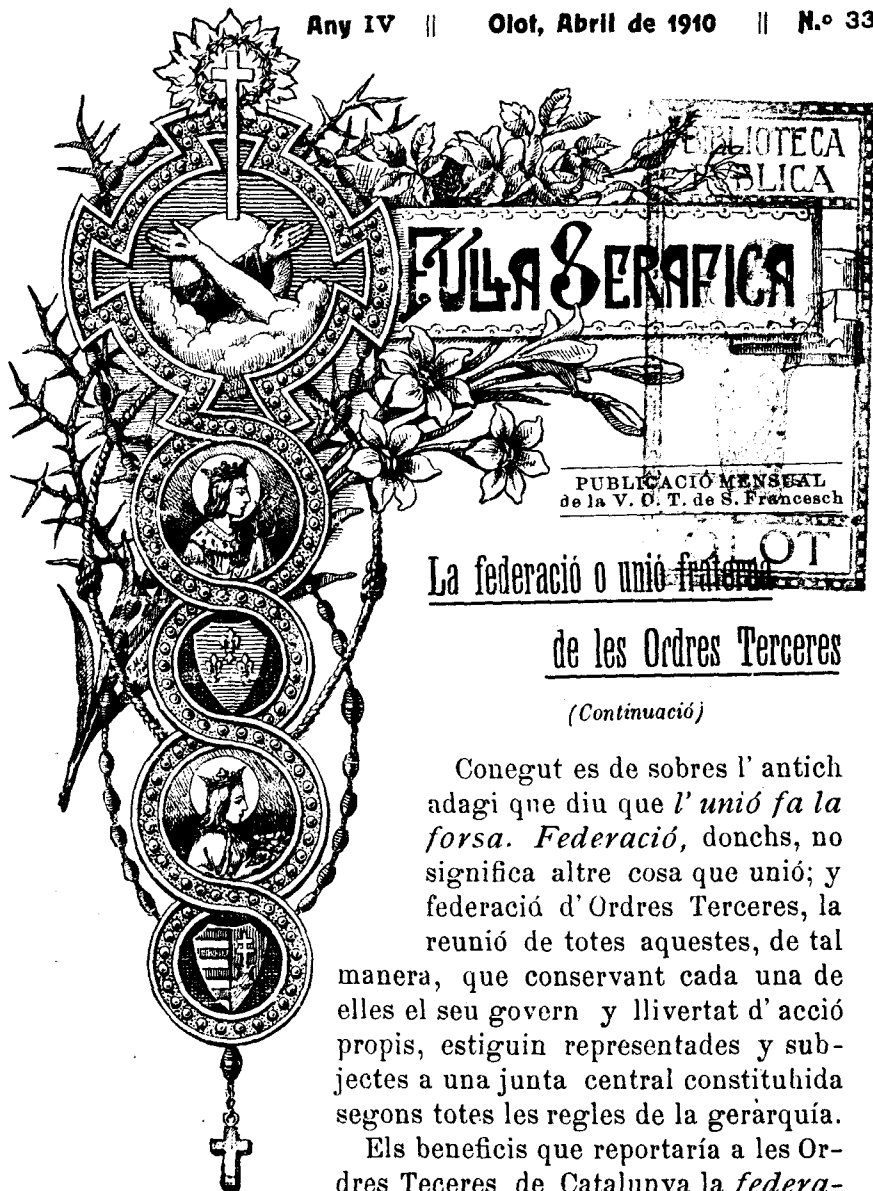 Any IV || Olot, Abril de 1910 || N.º 33
BIBLIOTECA
PÚBLICA
FULLA SERAFICA
PUBLICACIÓ MENSUAL
de la V. O. T. de S. Francesch
OLOT
La federació o unió fraterna
de les Ordres Terceres
(Continuació)
Conegut es de sobres l' antich
adagi que diu que l' unió fa la
forsa. Federació, donchs, no
significa altre cosa que unió; y
federació d' Ordres Terceres, la
reunió de totes aquestes, de tal
manera, que conservant cada una de
elles el seu govern y llivertat d' acció
propis, estiguin representades y sub-
jectes a una junta central constituhida
segons totes les regles de la geràrquía.
Els beneficis que reportaría a les Or-
dres Teceres de Catalunya la federa-